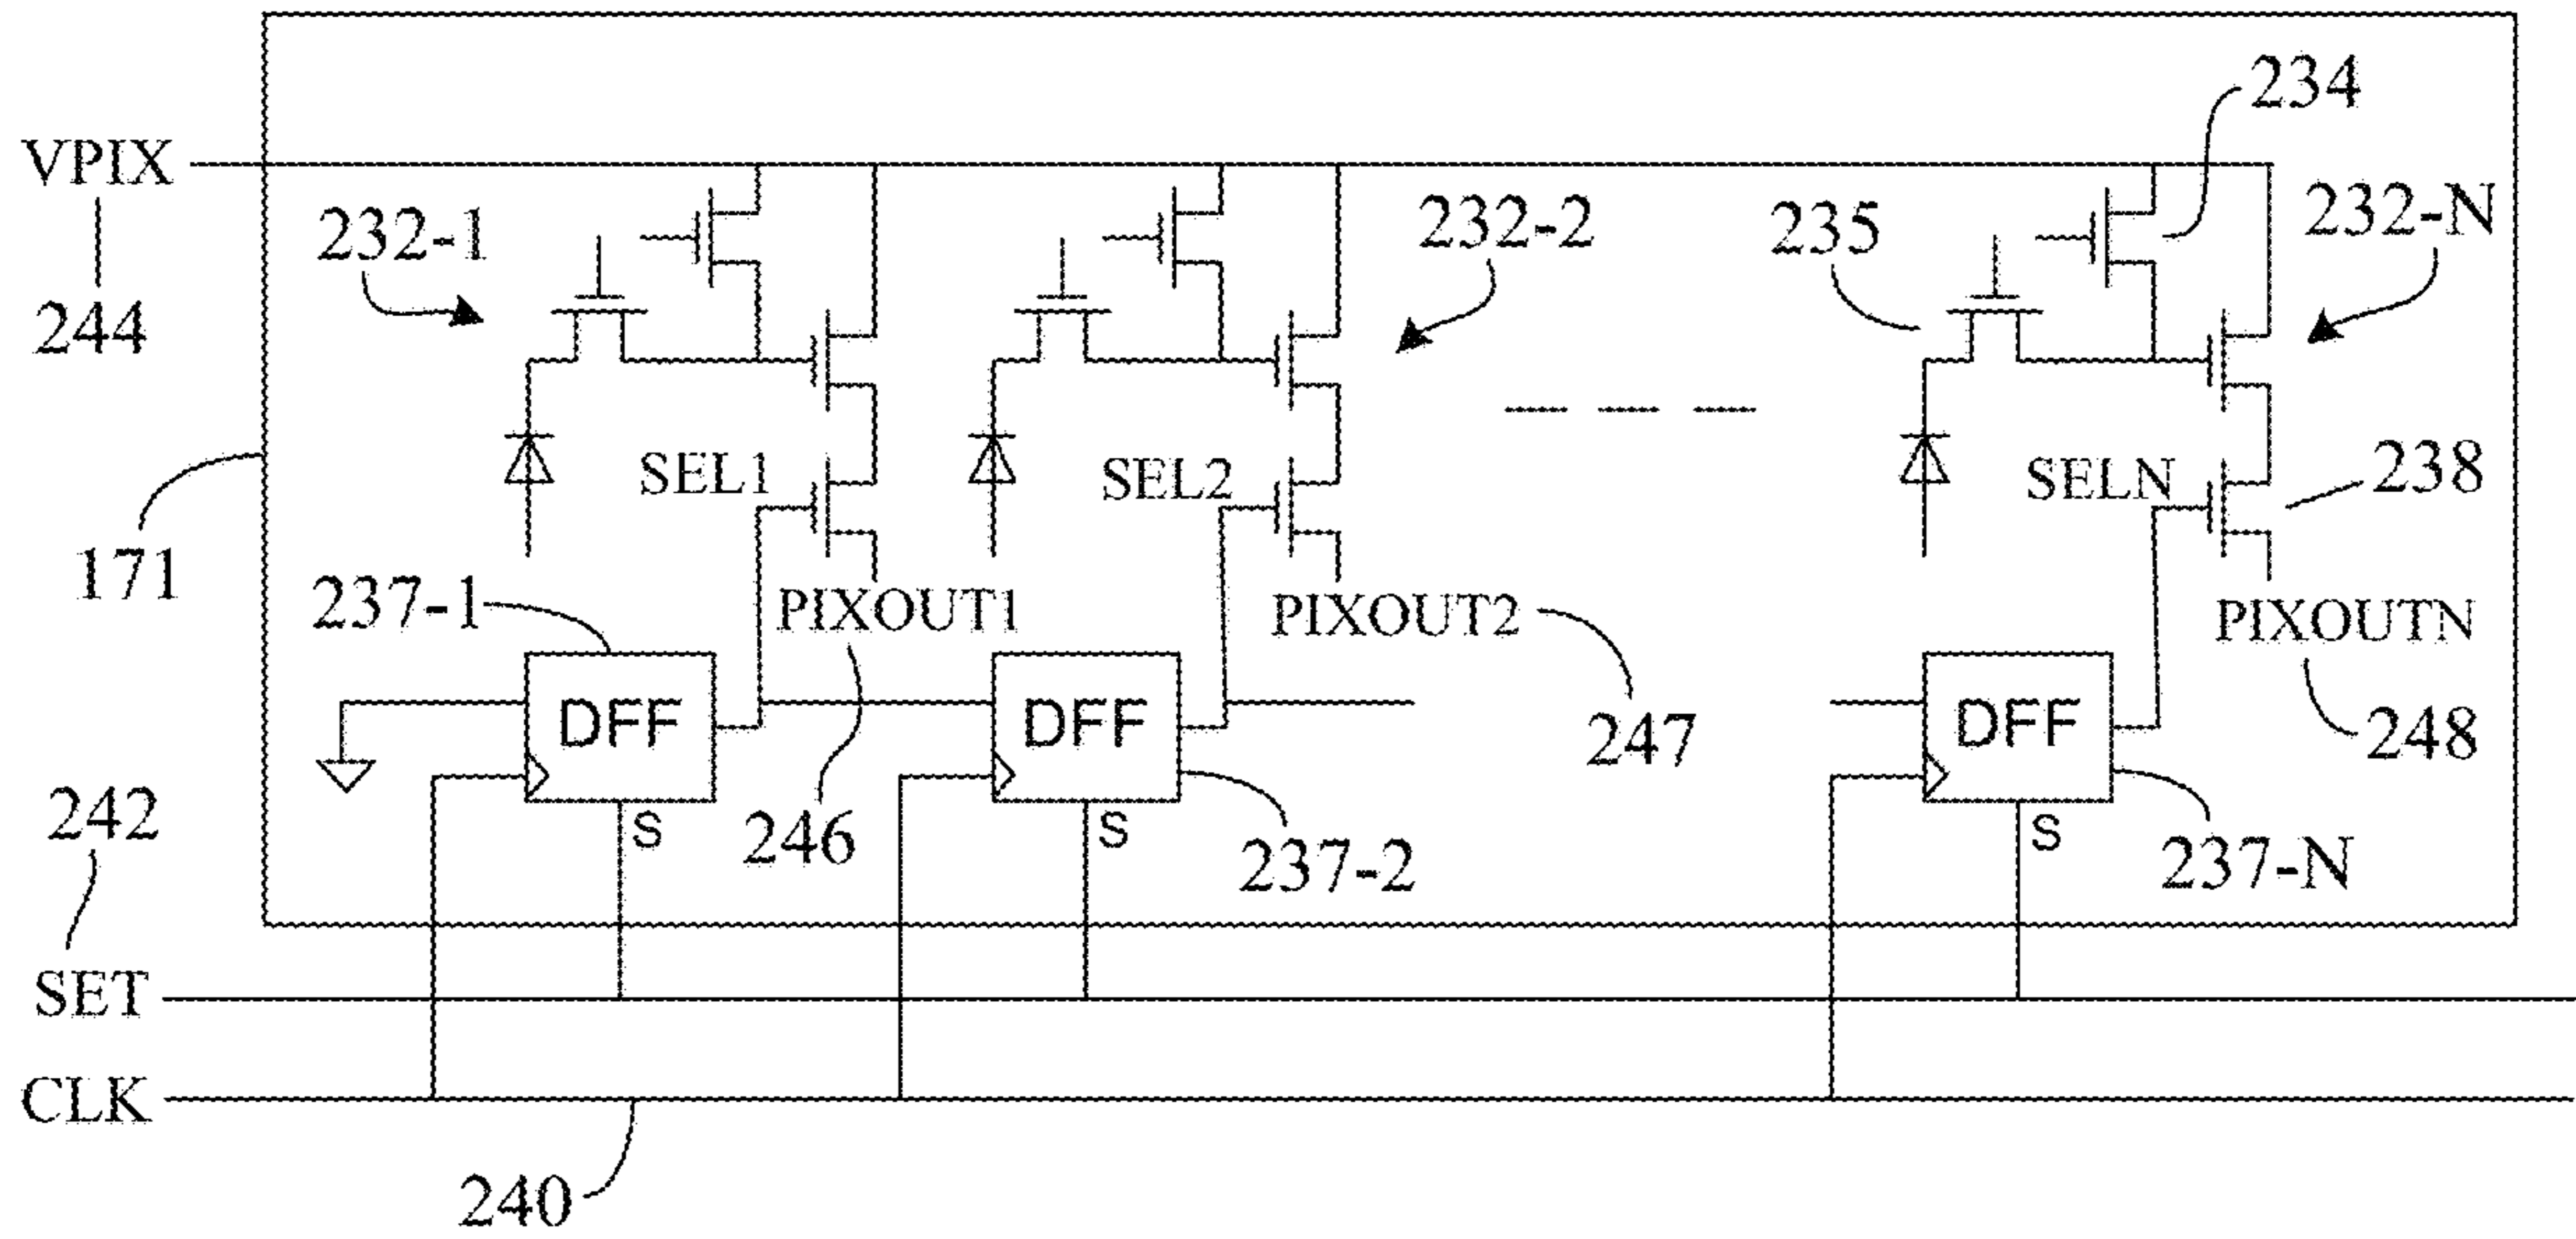 234
VPIX
232-1
232-2
235
232-N
244
SEL1
SEL2
SELN
238
171
237-1
PIXOUT1
PIXOUT2
PIXOUTN
DFF
DFF
DFF
247
248
242
S
246
S
237-2
S
237-N
SET
CLK
240